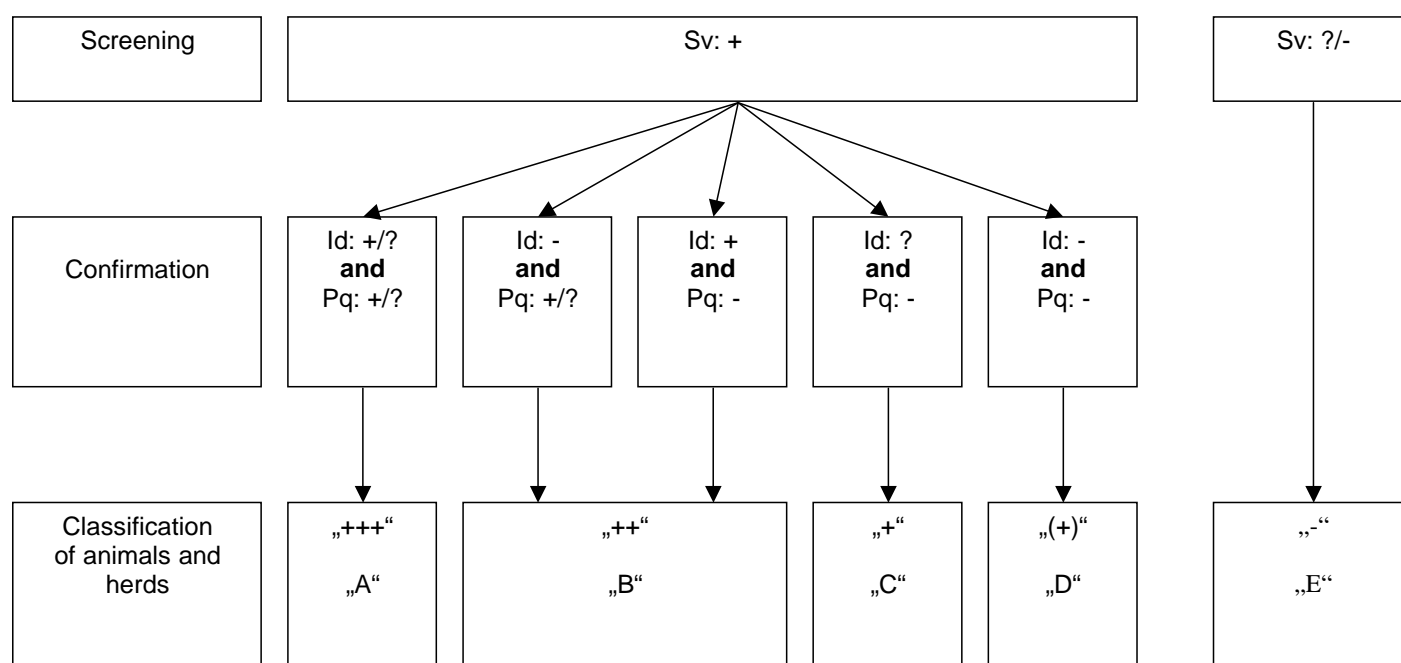 Screening
Sv: +
Sv: ?/-
Confirmation
Id: +/?
and
Pq: +/?
Id: -
and
Pq: +/?
Id: +
and
Pq: -
Id: ?
and
Pq: -
Id: -
and
Pq: -
Classification
of animals and
herds
„+++“
„A“
„++“
„B“
„+“
„C“
„(+)“
„D“
„-“
„E“